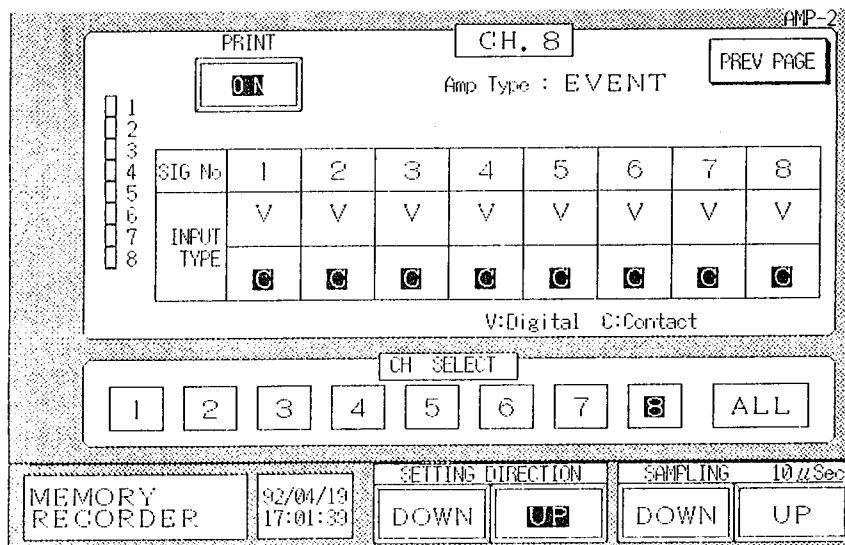 AMP-2
PRINT
CH. 8
PREV PAGE
ON
Amp Type : EVENT
1
2
3
4
5
6
7
8
SIG No 1 2 3 4 5 6 7 8
INPUT TYPE
V V V V V V V V
C C C C C C C C
V:Digital C:Contact
CH SELECT
1 2 3 4 5 6 7 8 ALL
SETTING DIRECTION SAMPLING 10μSec
MEMORY RECORDER
92/04/19
17:01:39
DOWN UP DOWN UP